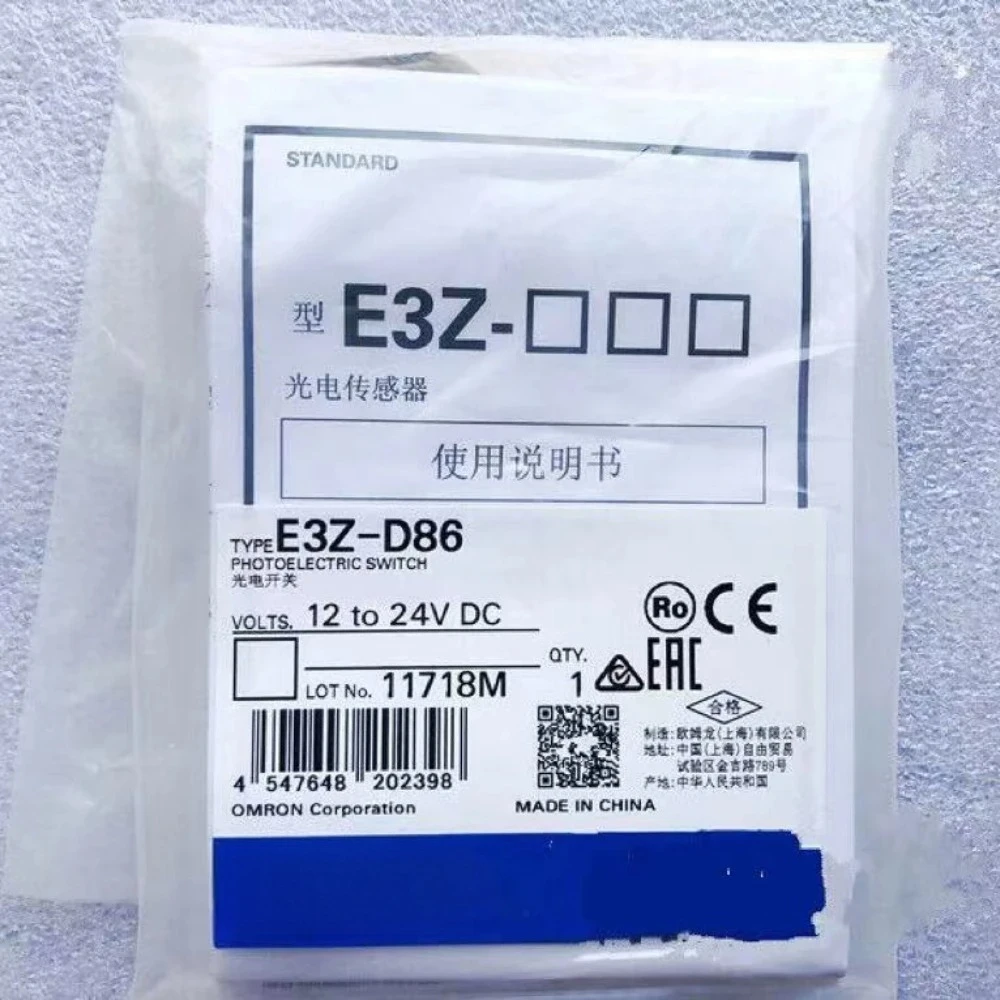 STANDARD
型 E3Z-□□□
光电传感器
使用说明书
TYPE E3Z-D86
PHOTOELECTRIC SWITCH
光电开关
VOLTS. 12 to 24V DC
LOT No. 11718M
QTY. 1
Ro CE
EAC
合格
制造: 欧姆龙(上海)有限公司
地址: 中国(上海)自由贸易
试验区金吉路789号
产地: 中华人民共和国
4 547648 202398
OMRON Corporation
MADE IN CHINA